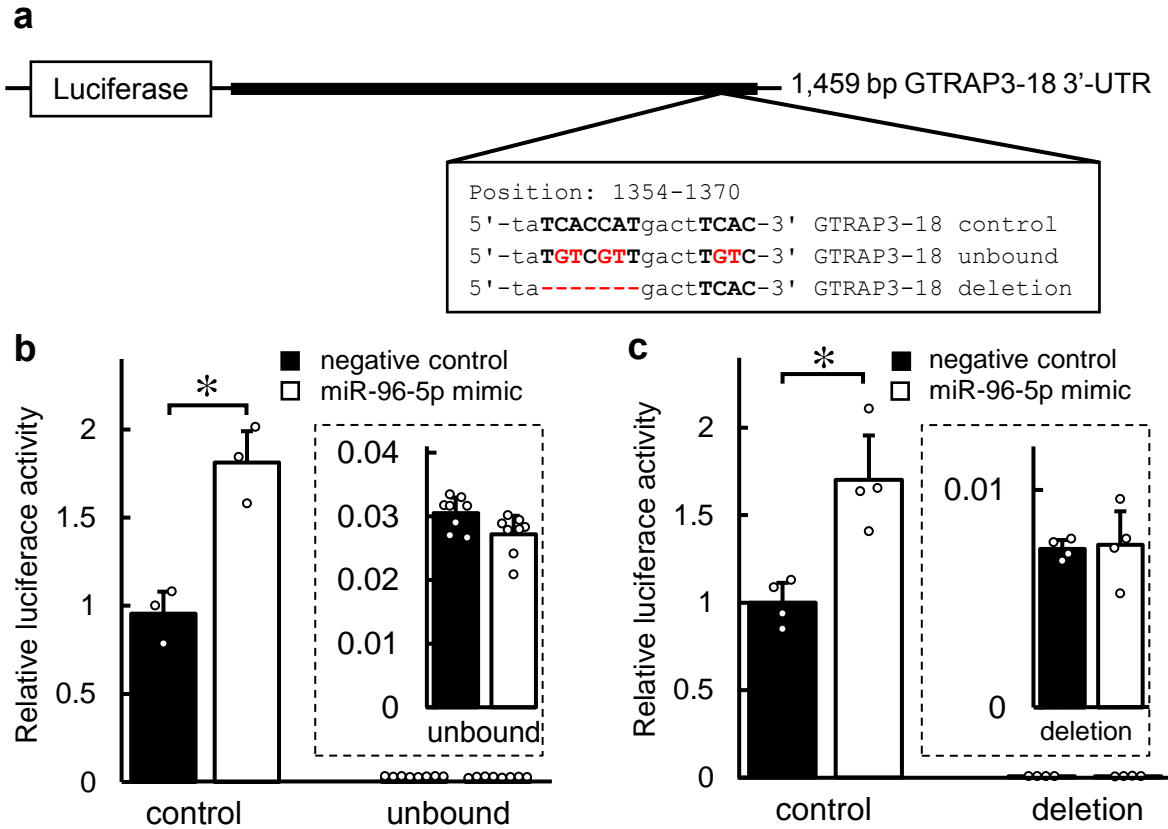 a
Luciferase
1,459 bp GTRAP3-18 3'-UTR
Position: 1354-1370
5'-taTCACCATgacttTCAC-3' GTRAP3-18 control
5'-taTGTCGTTgacttTGTC-3' GTRAP3-18 unbound
5'-ta-------gacttTCAC-3' GTRAP3-18 deletion
b
negative control
miR-96-5p mimic
*
Relative luciferace activity
2
1.5
1
0.5
0
0.04
0.03
0.02
0.01
0
unbound
control
unbound
c
negative control
miR-96-5p mimic
*
Relative luciferace activity
2
1.5
1
0.5
0
0.01
0
deletion
control
deletion